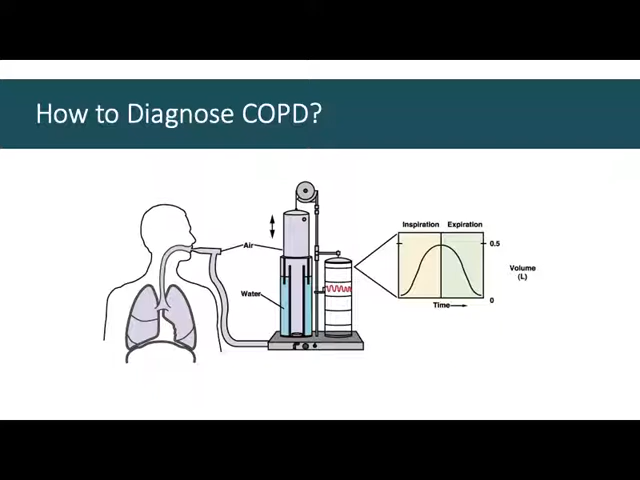 How to Diagnose COPD?
Inspiration Expiration
Air
0.5
Volume
(L)
Water
0
Time